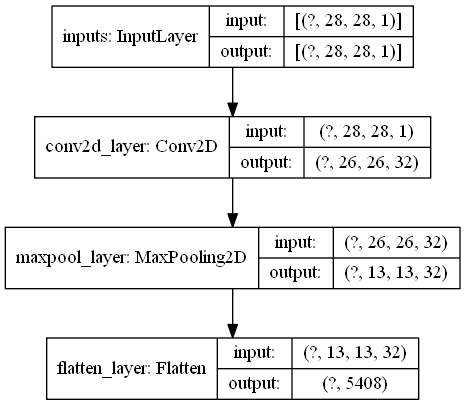 inputs: InputLayer
input: [(?, 28, 28, 1)]
output: [(?, 28, 28, 1)]
conv2d_layer: Conv2D
input: (?, 28, 28, 1)
output: (?, 26, 26, 32)
maxpool_layer: MaxPooling2D
input: (?, 26, 26, 32)
output: (?, 13, 13, 32)
flatten_layer: Flatten
input: (?, 13, 13, 32)
output: (?, 5408)